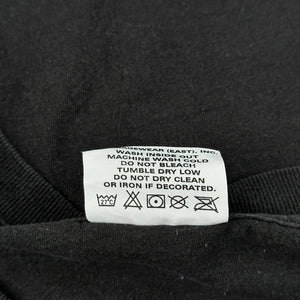 (EAST), INC.
WASH INSIDE OUT
MACHINE WASH COLD
DO NOT BLEACH
TUMBLE DRY LOW
DO NOT DRY CLEAN
OR IRON IF DECORATED.
27°C